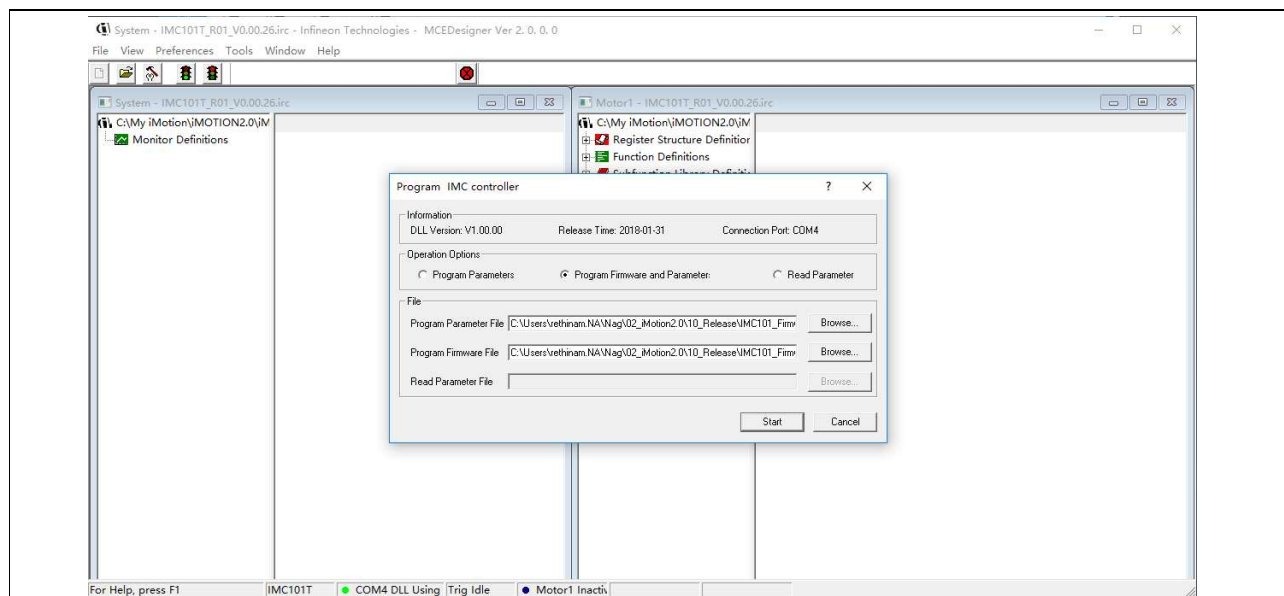 System - IMC101T_R01_V0.00.26.irc - Infineon Technologies - MCEDesigner Ver 2. 0. 0. 0
File View Preferences Tools Window Help
System - IMC101T_R01_V0.00.26.irc
Motor1 - IMC101T_R01_V0.00.26.irc
C:\My iMotion\iMOTION2.0\iM
Monitor Definitions
C:\My iMotion\iMOTION2.0\iM
Register Structure Definitior
Function Definitions
Program IMC controller
Information
DLL Version: V1.00.00 Release Time: 2018-01-31 Connection Port: COM4
Operation Options
Program Parameters Program Firmware and Parameter: Read Parameter
File
Program Parameter File C:\Users\rethinam.NA\Nag\02_iMotion2.0\10_Release\IMC101_Firm Browse...
Program Firmware File C:\Users\rethinam.NA\Nag\02_iMotion2.0\10_Release\IMC101_Firm Browse...
Read Parameter File Browse...
Start Cancel
For Help, press F1 IMC101T COM4 DLL Using Trig Idle Motor1 Inactiv